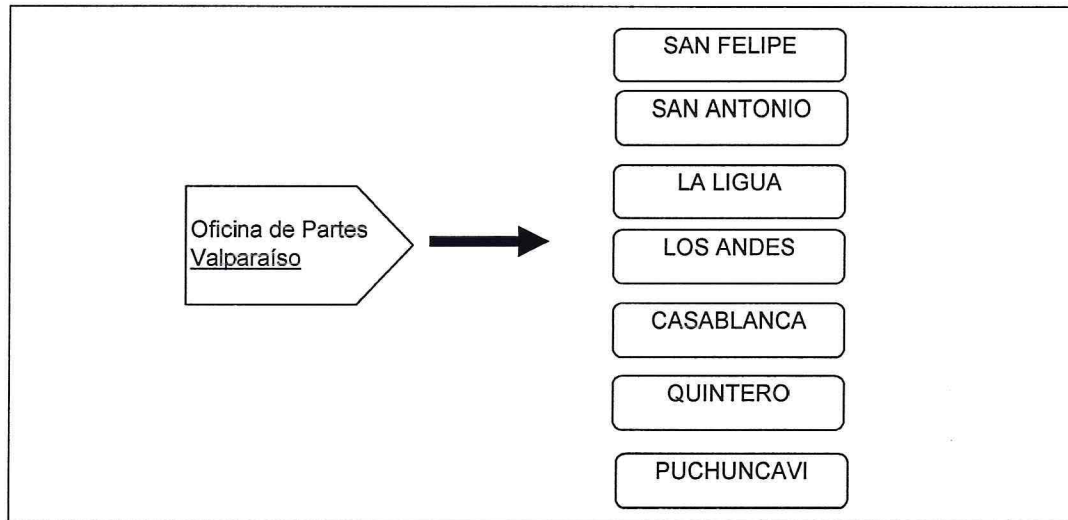 SAN FELIPE
SAN ANTONIO
LA LIGUA
Oficina de Partes
Valparaíso
LOS ANDES
CASABLANCA
QUINTERO
PUCHUNCAVI